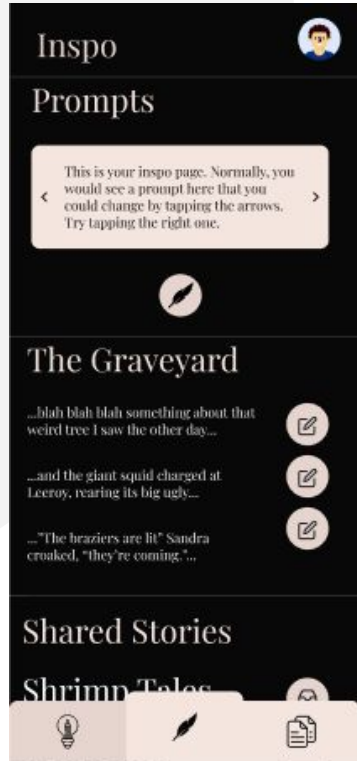 Inspo
Prompts
This is your inspo page. Normally, you
would see a prompt here that you
could change by tapping the arrows.
Try tapping the right one.
The Graveyard
...blah blah blah something about that
weird tree I saw the other day...
...and the giant squid charged at
Leeroy, rearing its big ugly...
..."The braziers are lit" Sandra
croaked, "they're coming."...
Shared Stories
Shrimp Tales